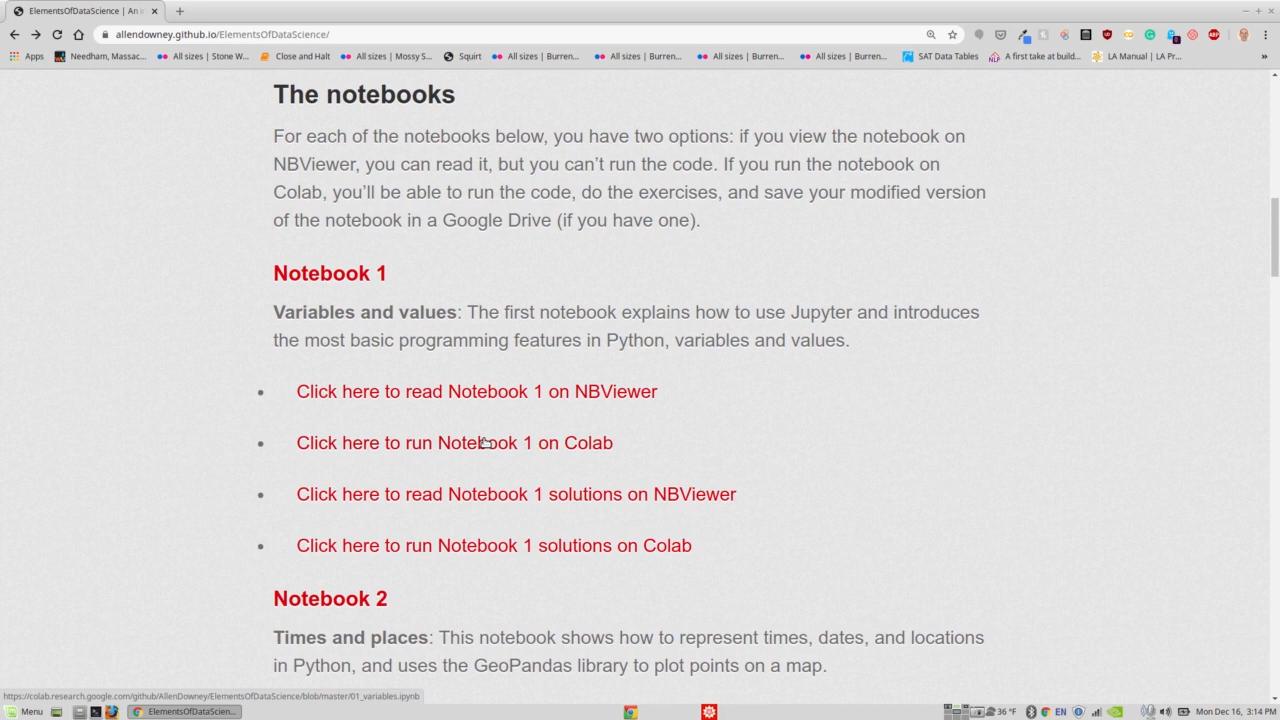 ElementsOfDataScience | An i
allendowney.github.io/ElementsOfDataScience/
Apps
Needham, Massac...
All sizes | Stone W...
Close and Halt
All sizes | Mossy S...
Squirt
All sizes | Burren...
All sizes | Burren...
All sizes | Burren...
All sizes | Burren...
SAT Data Tables
A first take at build...
LA Manual | LA Pr...
»
The notebooks
For each of the notebooks below, you have two options: if you view the notebook on
NBViewer, you can read it, but you can’t run the code. If you run the notebook on
Colab, you’ll be able to run the code, do the exercises, and save your modified version
of the notebook in a Google Drive (if you have one).
Notebook 1
Variables and values: The first notebook explains how to use Jupyter and introduces
the most basic programming features in Python, variables and values.
Click here to read Notebook 1 on NBViewer
Click here to run Notebook 1 on Colab
Click here to read Notebook 1 solutions on NBViewer
Click here to run Notebook 1 solutions on Colab
Notebook 2
Times and places: This notebook shows how to represent times, dates, and locations
in Python, and uses the GeoPandas library to plot points on a map.
https://colab.research.google.com/github/AllenDowney/ElementsOfDataScience/blob/master/01_variables.ipynb
Menu
ElementsOfDataScien...
36 °F
EN
Mon Dec 16, 3:14 PM